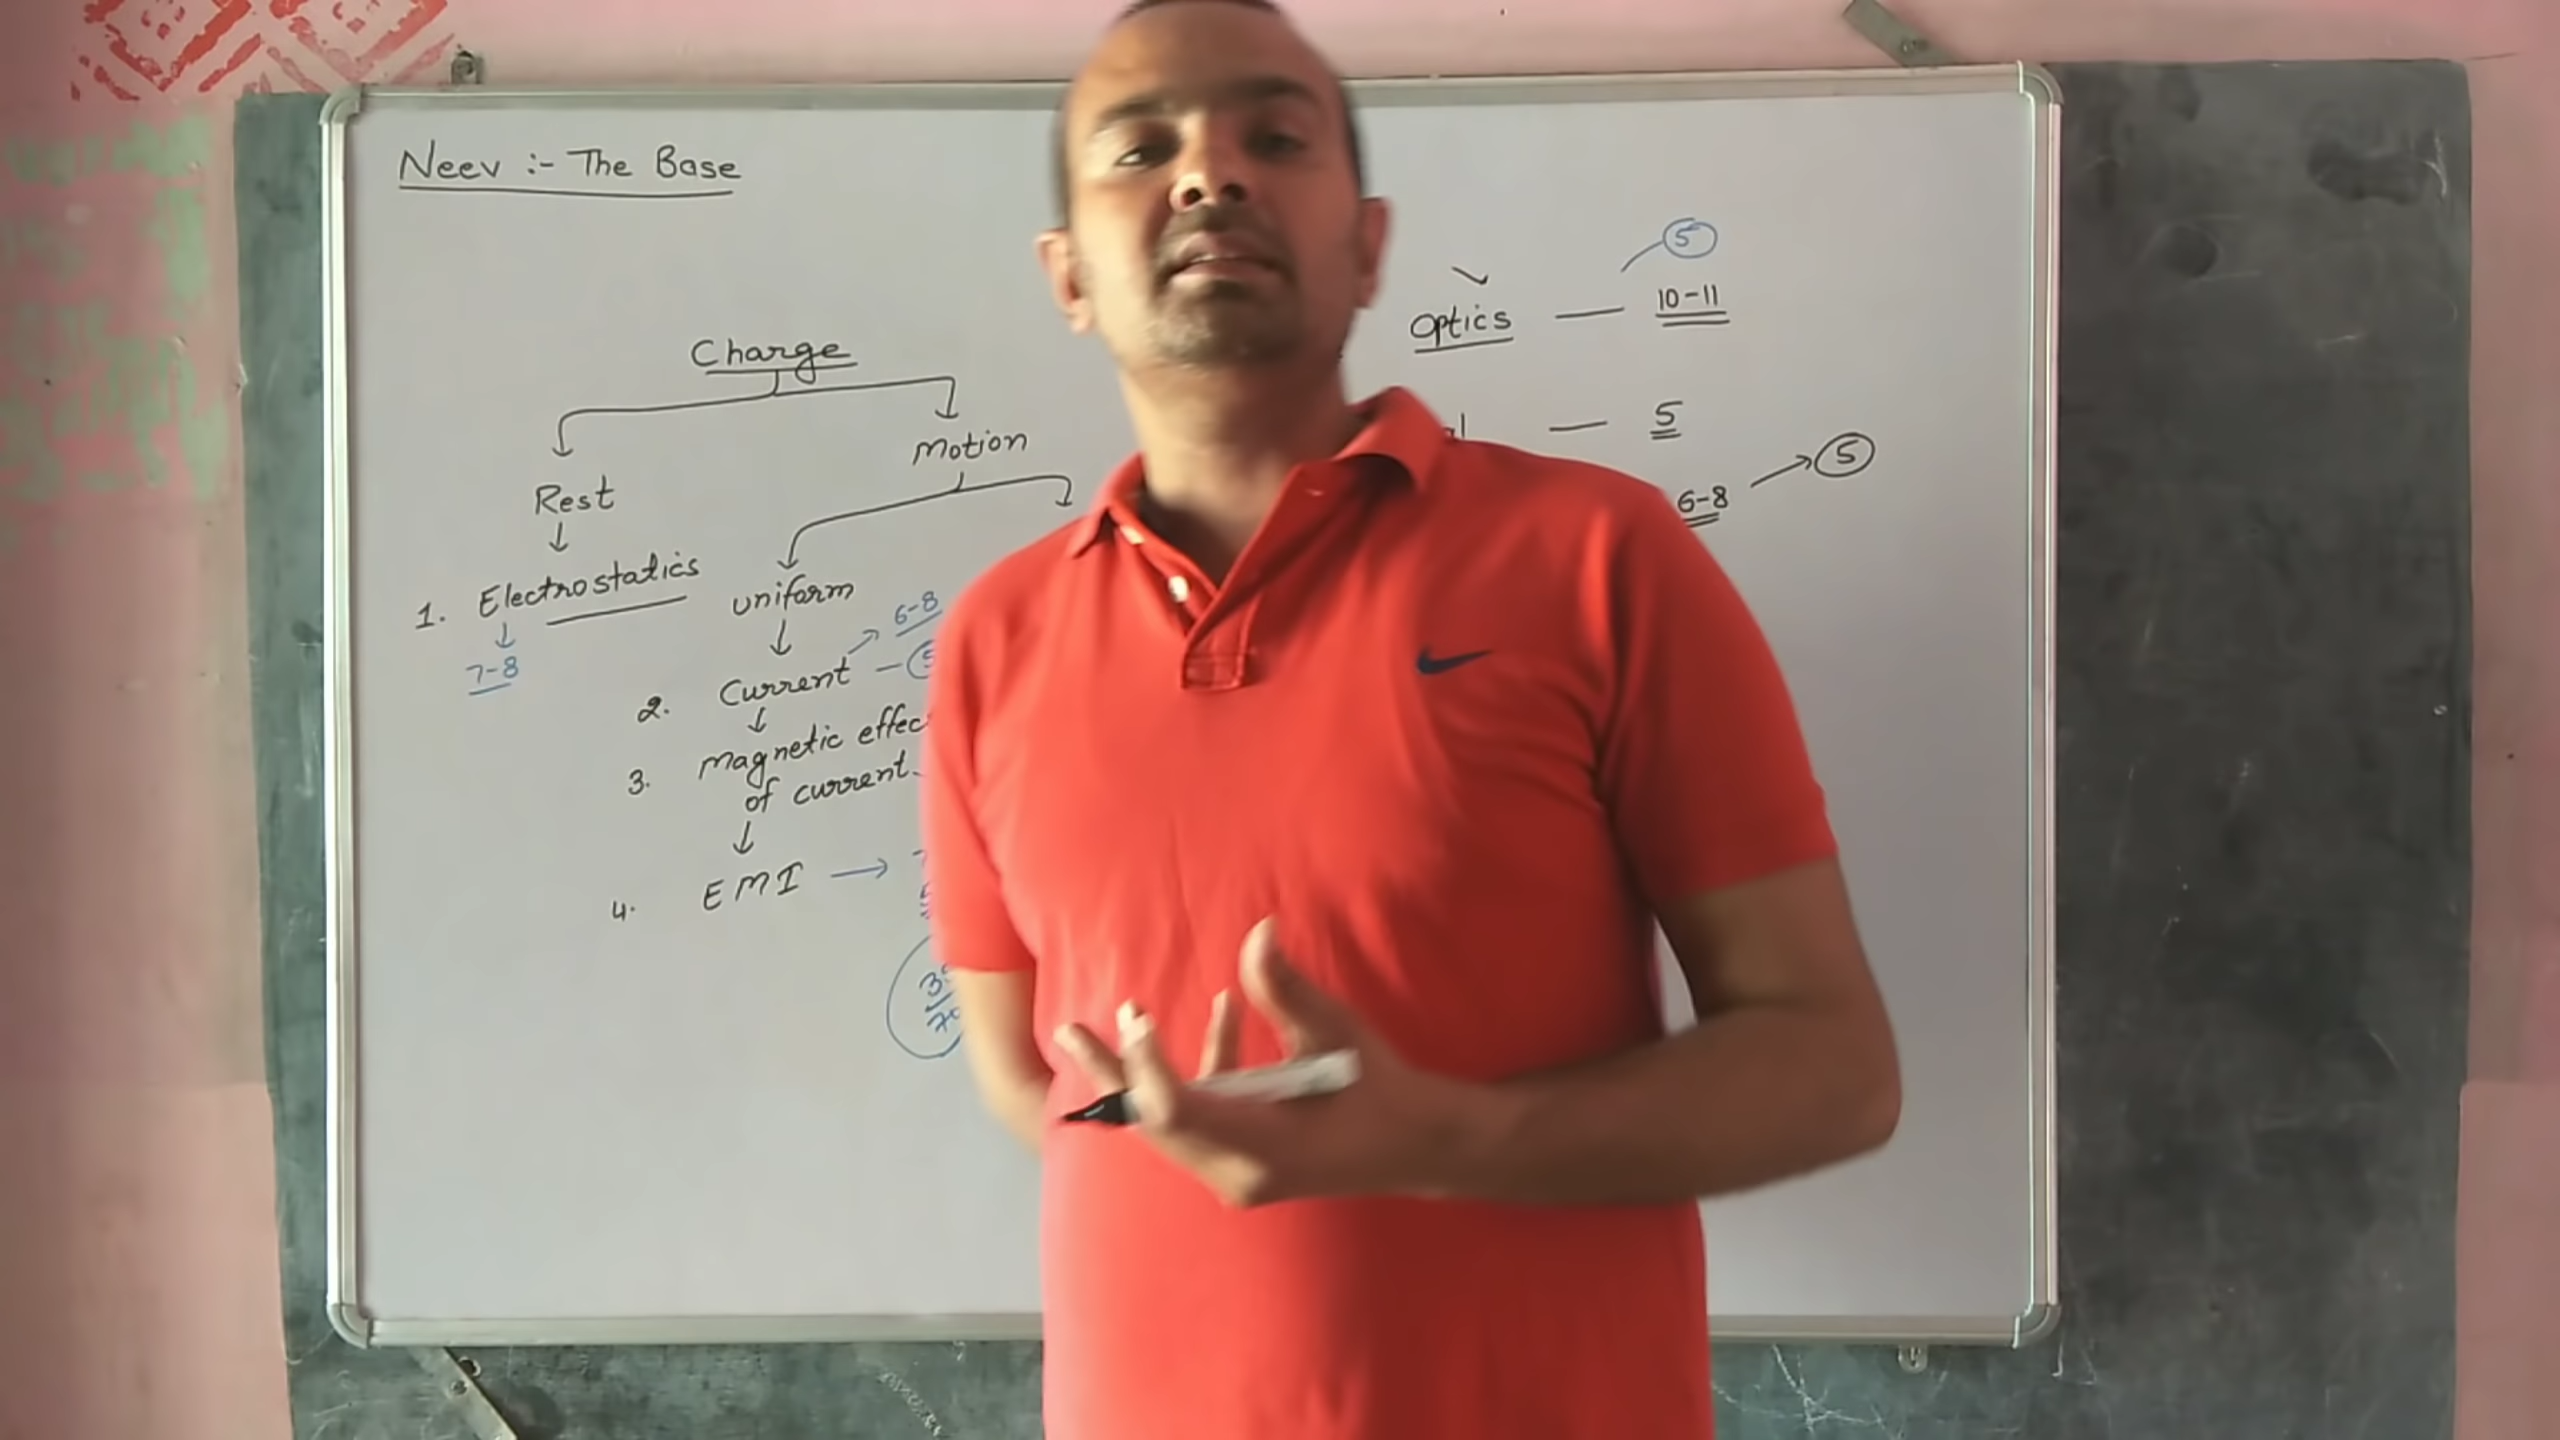 Neev :- The Base
Charge
Rest
Motion
1. Electrostatics
7-8
uniform
6-8
2. Current — 5
3. Magnetic effec
of current
4. EMI
Optics — 10-11
5
— 5
6-8
5